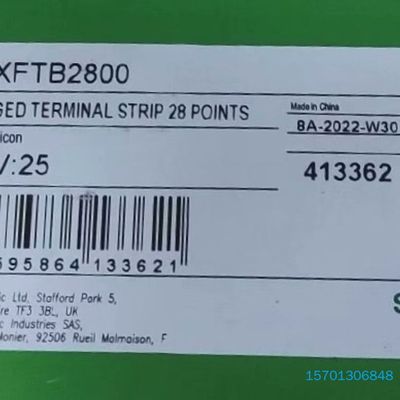 XFTB2800
GED TERMINAL STRIP 28 POINTS
Made in China
icon
8A-2022-W30
V:25
413362
595864 133621
ic Ltd, Stafford Park 5,
re TF3 3BL, UK
ic Industries SAS,
Monier, 92506 Rueil Malmaison, F
S
15701306848